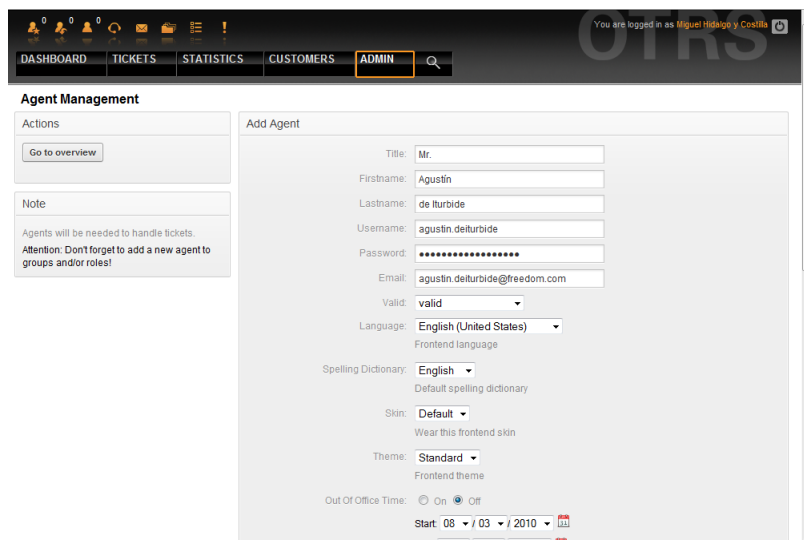 0 0 0
You are logged in as Miguel Hidalgo y Costilla
OTRS
DASHBOARD TICKETS STATISTICS CUSTOMERS ADMIN
Agent Management
Actions
Go to overview
Note
Agents will be needed to handle tickets.
Attention: Don't forget to add a new agent to
groups and/or roles!
Add Agent
Title: Mr.
Firstname: Agustín
Lastname: de Iturbide
Username: agustin.deiturbide
Password: ••••••••••••••••••
Email: agustin.deiturbide@freedom.com
Valid: valid
Language: English (United States)
Frontend language
Spelling Dictionary: English
Default spelling dictionary
Skin: Default
Wear this frontend skin
Theme: Standard
Frontend theme
Out Of Office Time: On Off
Start: 08 / 03 / 2010